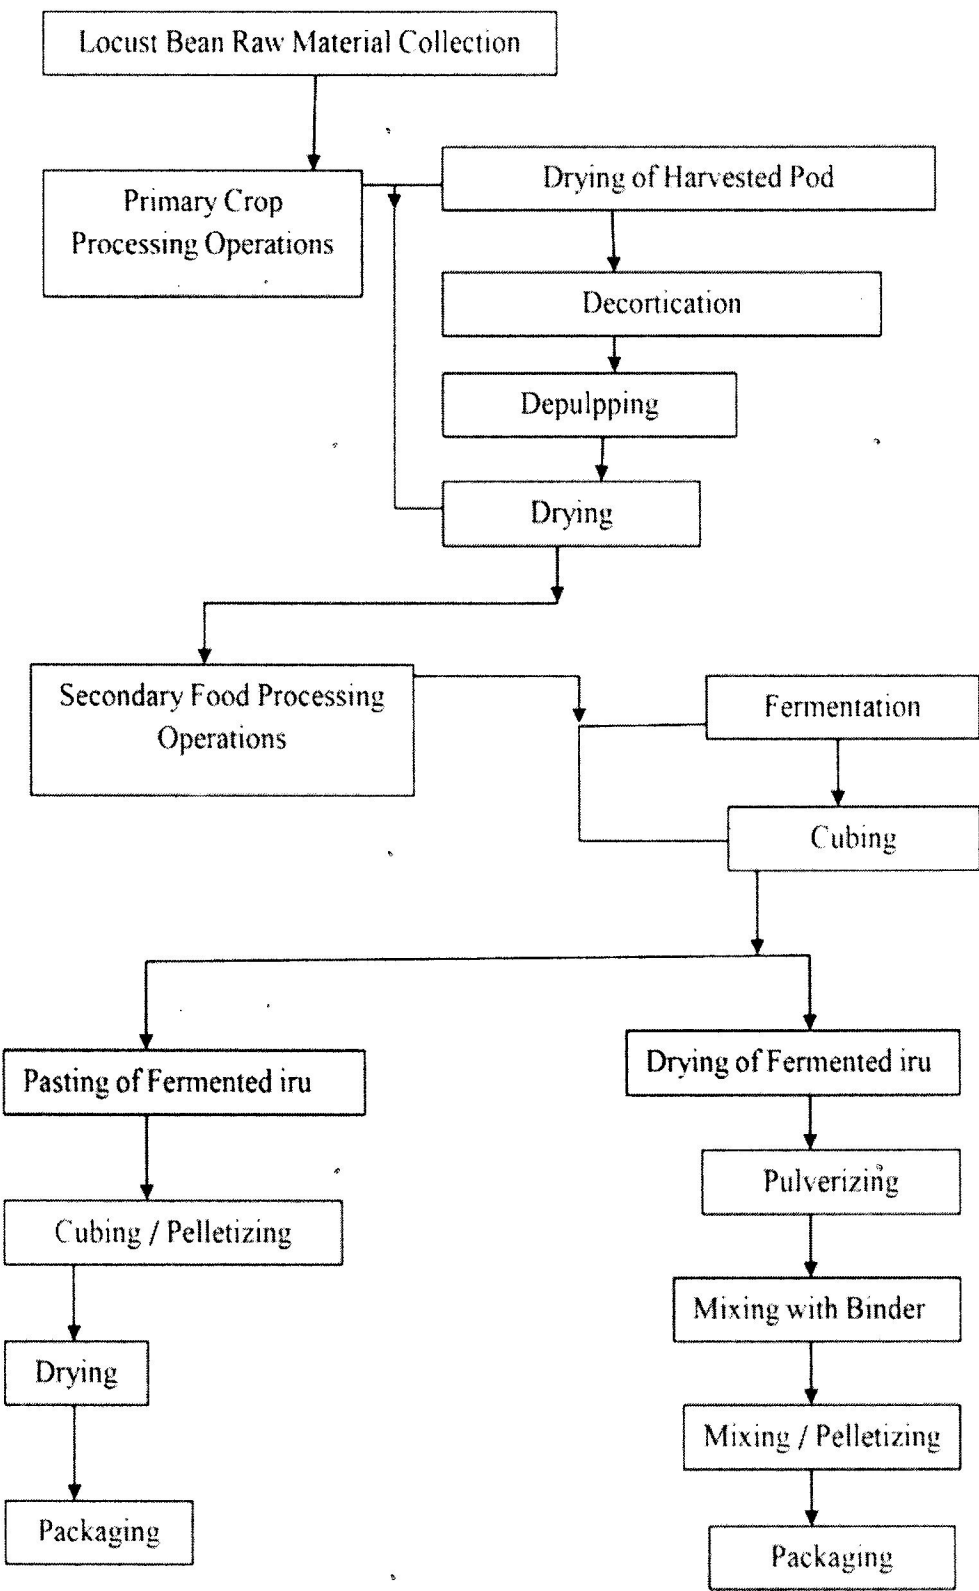 Locust Bean Raw Material Collection
Primary Crop
Processing Operations
Drying of Harvested Pod
Decortication
Depulpping
Drying
Secondary Food Processing
Operations
Fermentation
Cubing
Pasting of Fermented iru
Cubing / Pelletizing
Drying
Packaging
Drying of Fermented iru
Pulverizing
Mixing with Binder
Mixing / Pelletizing
Packaging